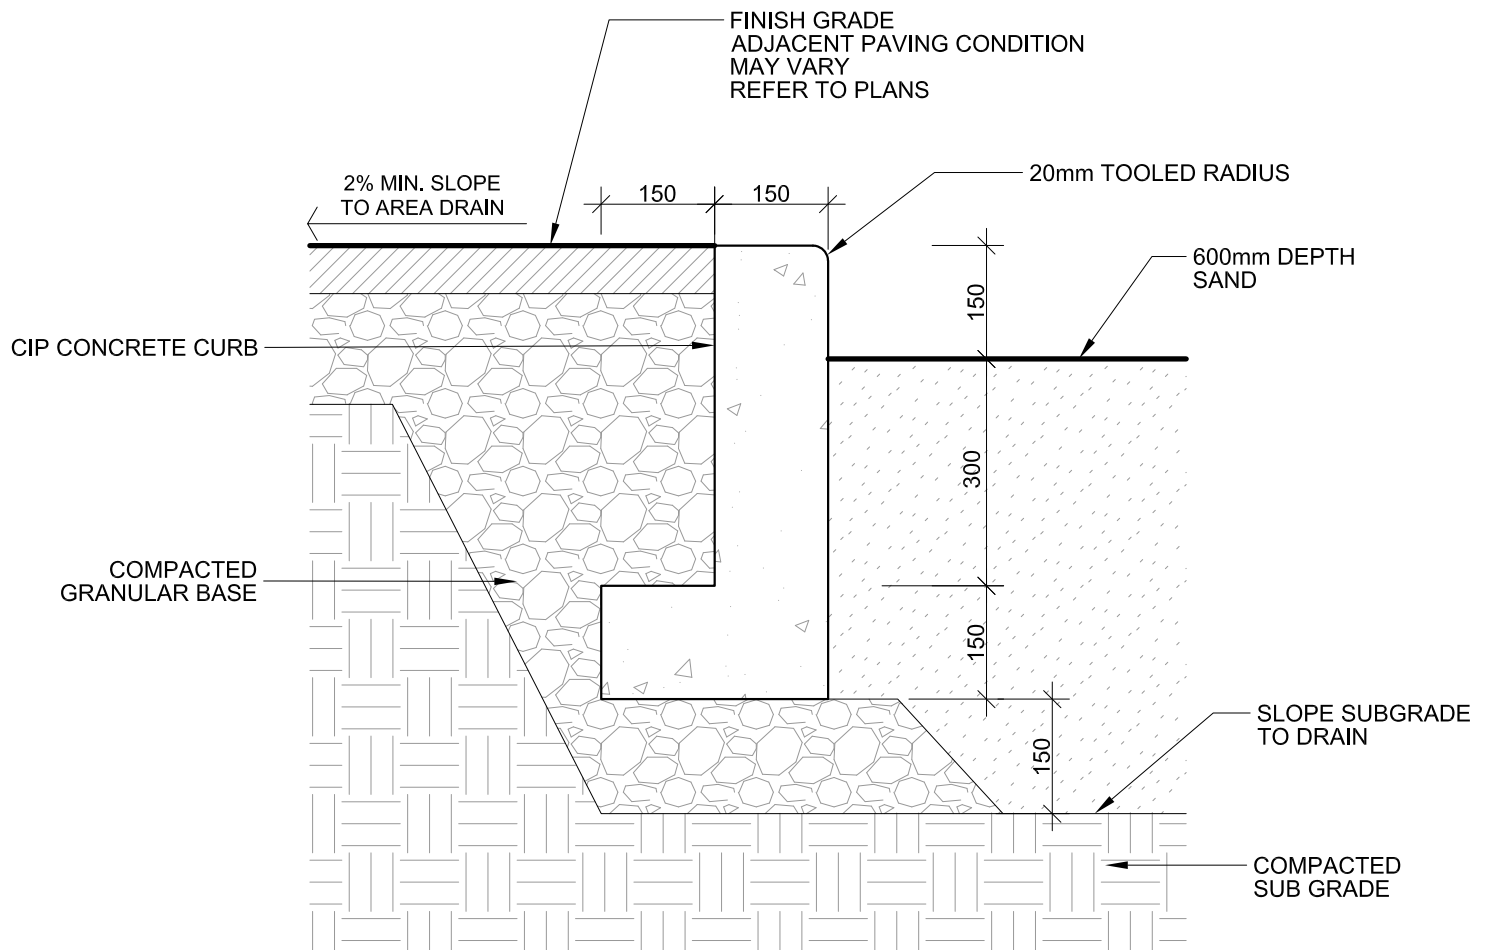 FINISH GRADE
ADJACENT PAVING CONDITION
MAY VARY
REFER TO PLANS
20mm TOOLED RADIUS
2% MIN. SLOPE
TO AREA DRAIN
150
150
600mm DEPTH
SAND
150
CIP CONCRETE CURB
300
COMPACTED
GRANULAR BASE
150
SLOPE SUBGRADE
TO DRAIN
150
COMPACTED
SUB GRADE